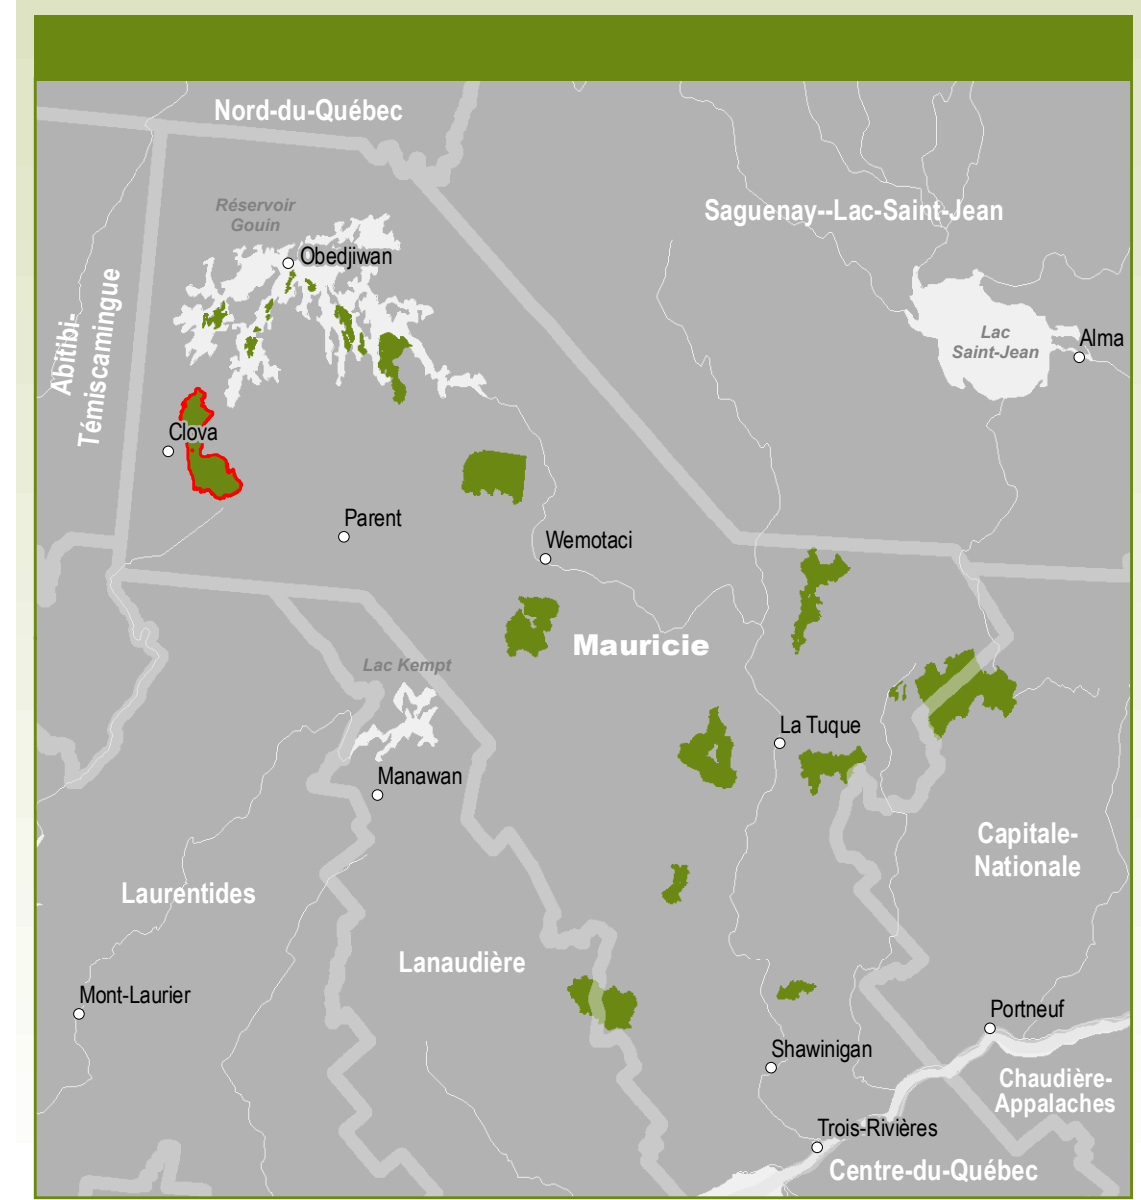 Nord-du-Québec
Réservoir
Gouin
Saguenay--Lac-Saint-Jean
Obedjiwan
Abitibi-
Témiscamingue
Lac
Saint-Jean
Alma
Clova
Parent
Wemotaci
Mauricie
Lac Kempt
La Tuque
Manawan
Capitale-
Nationale
Laurentides
Lanaudière
Mont-Laurier
Portneuf
Shawinigan
Chaudière-
Appalaches
Trois-Rivières
Centre-du-Québec